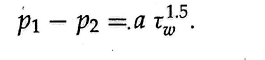 p₁ − p₂ = a τ_w^{1.5}.